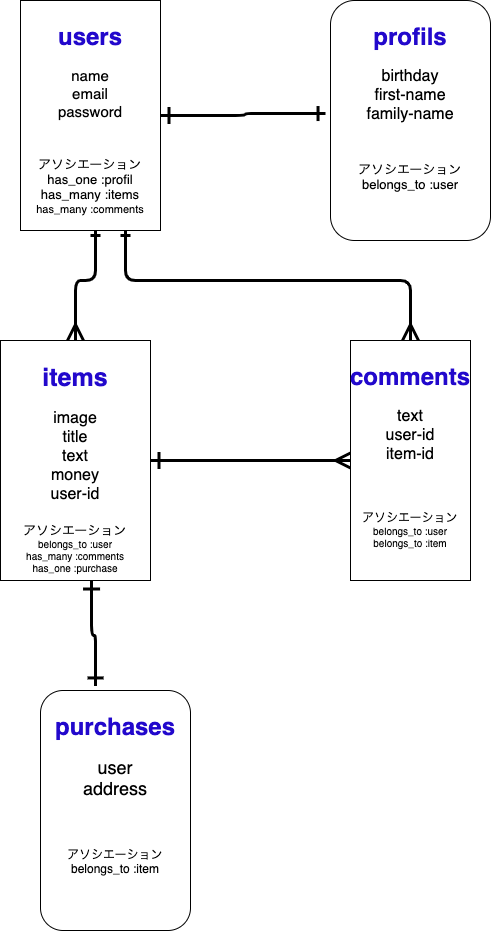 users
name
email
password
アソシエーション
has_one :profil
has_many :items
has_many :comments
profils
birthday
first-name
family-name
アソシエーション
belongs_to :user
items
image
title
text
money
user-id
アソシエーション
belongs_to :user
has_many :comments
has_one :purchase
comments
text
user-id
item-id
アソシエーション
belongs_to :user
belongs_to :item
purchases
user
address
アソシエーション
belongs_to :item